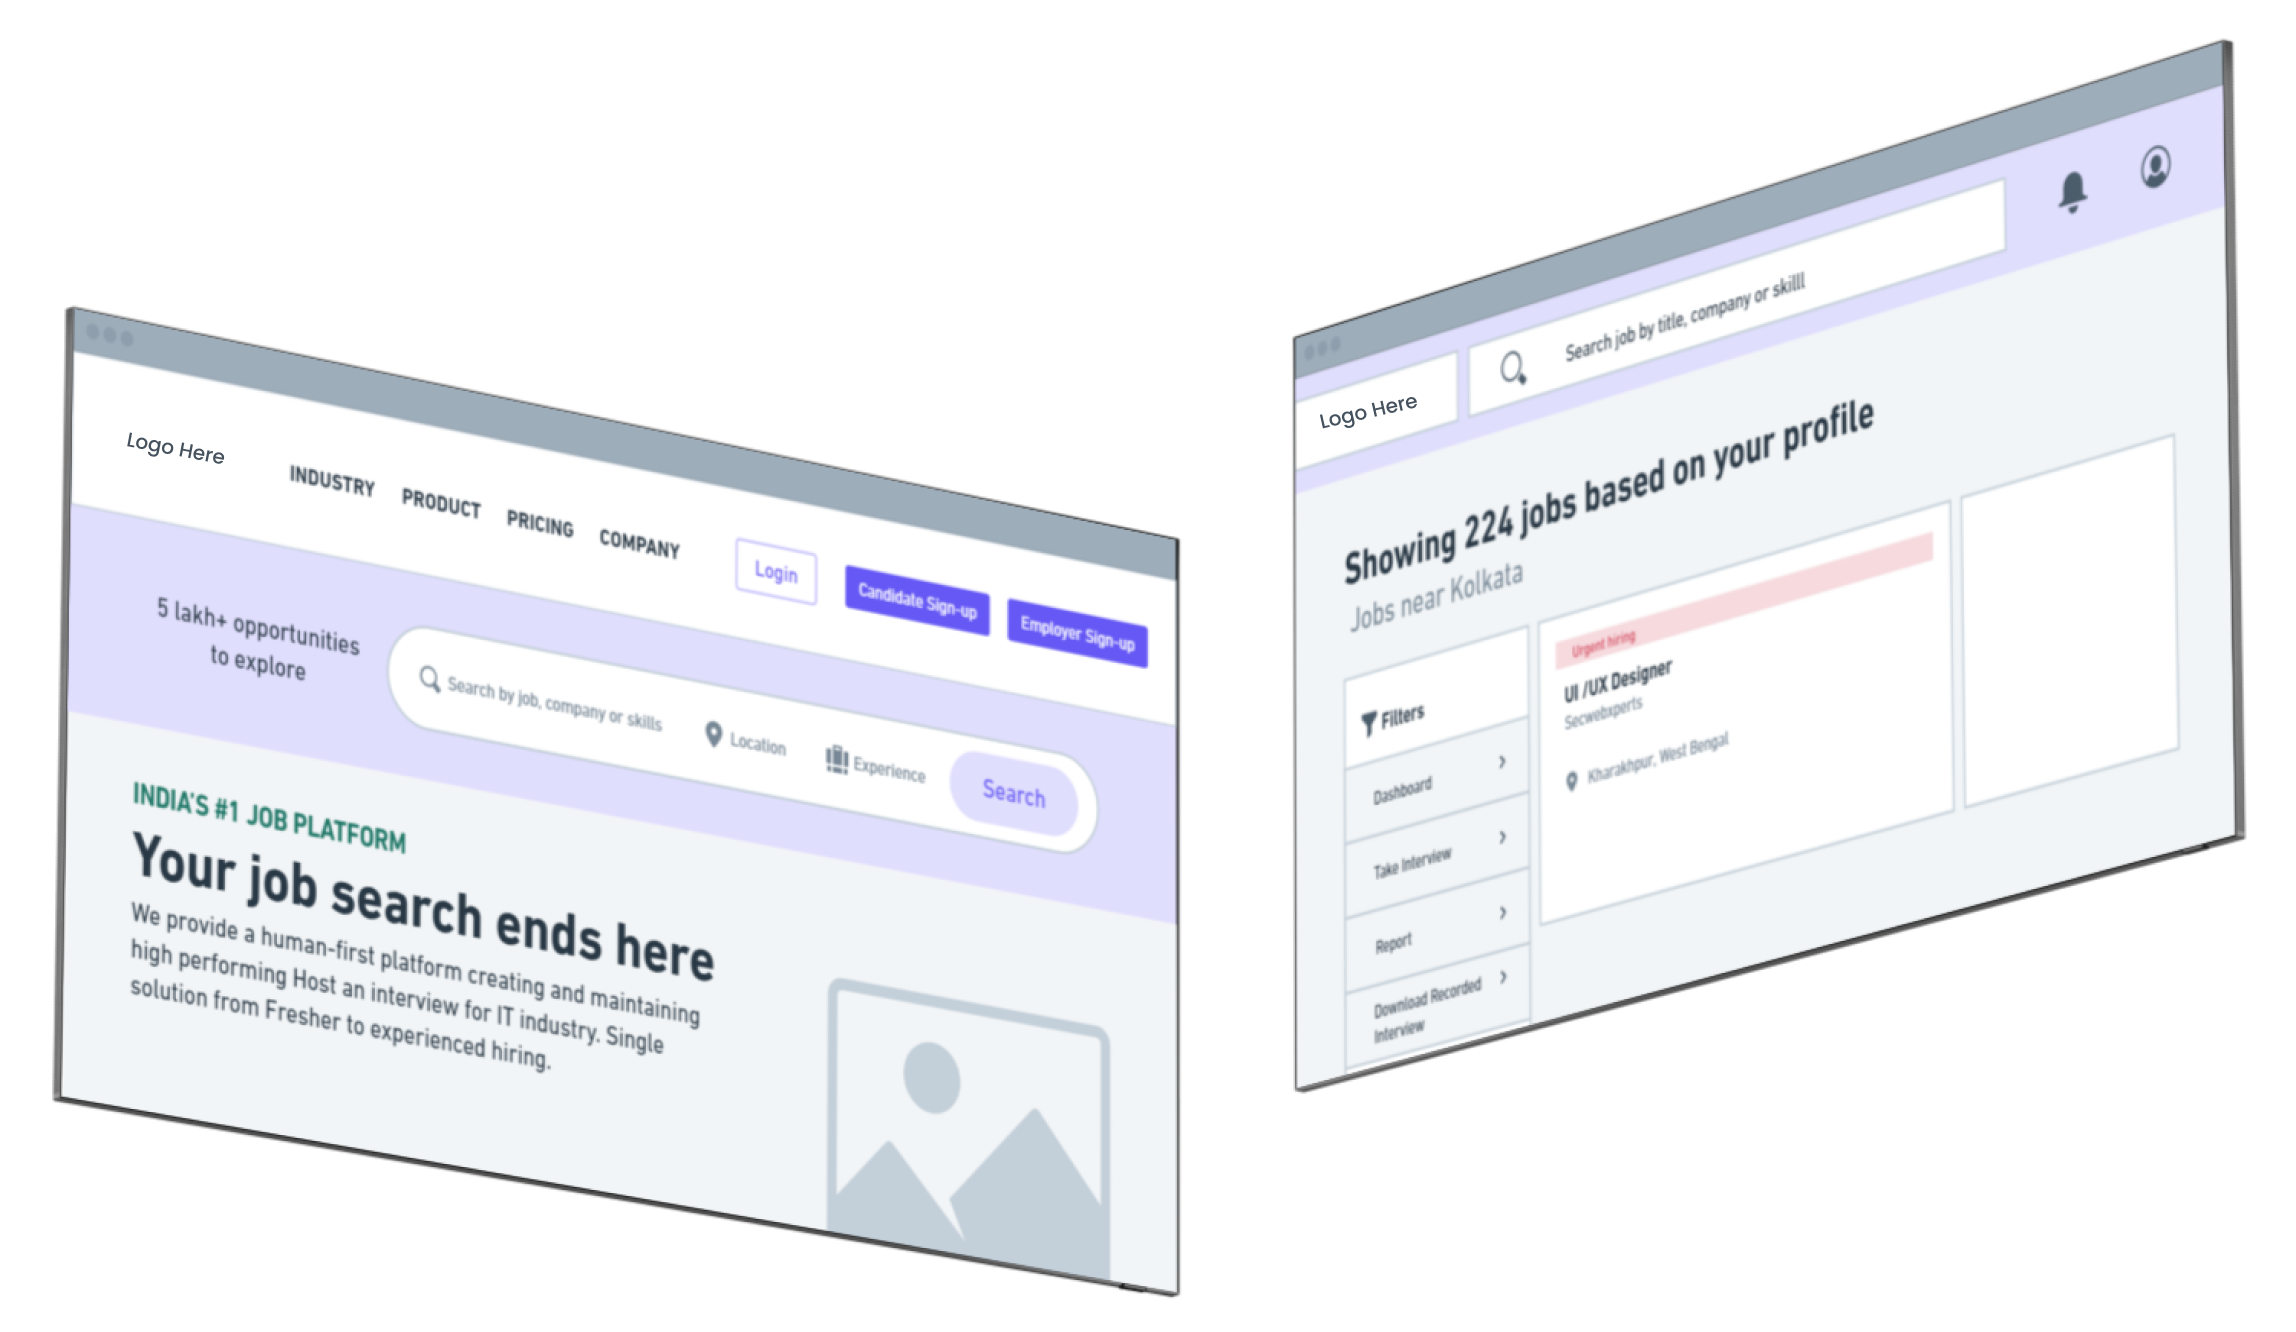 Logo Here
INDUSTRY PRODUCT PRICING COMPANY
Login
Candidate Sign-up
Employer Sign-up
5 lakh+ opportunities
to explore
Search by job, company or skills
Location
Experience
Search
INDIA'S #1 JOB PLATFORM
Your job search ends here
We provide a human-first platform creating and maintaining
high performing Host an interview for IT industry. Single
solution from Fresher to experienced hiring.
Logo Here
Search job by title, company or skilll
Showing 224 jobs based on your profile
Jobs near Kolkata
Filters
Dashboard
Take Interview
Report
Download Recorded
Interview
Urgent hiring
UI /UX Designer
Secwebxperts
Kharakhpur, West Bengal